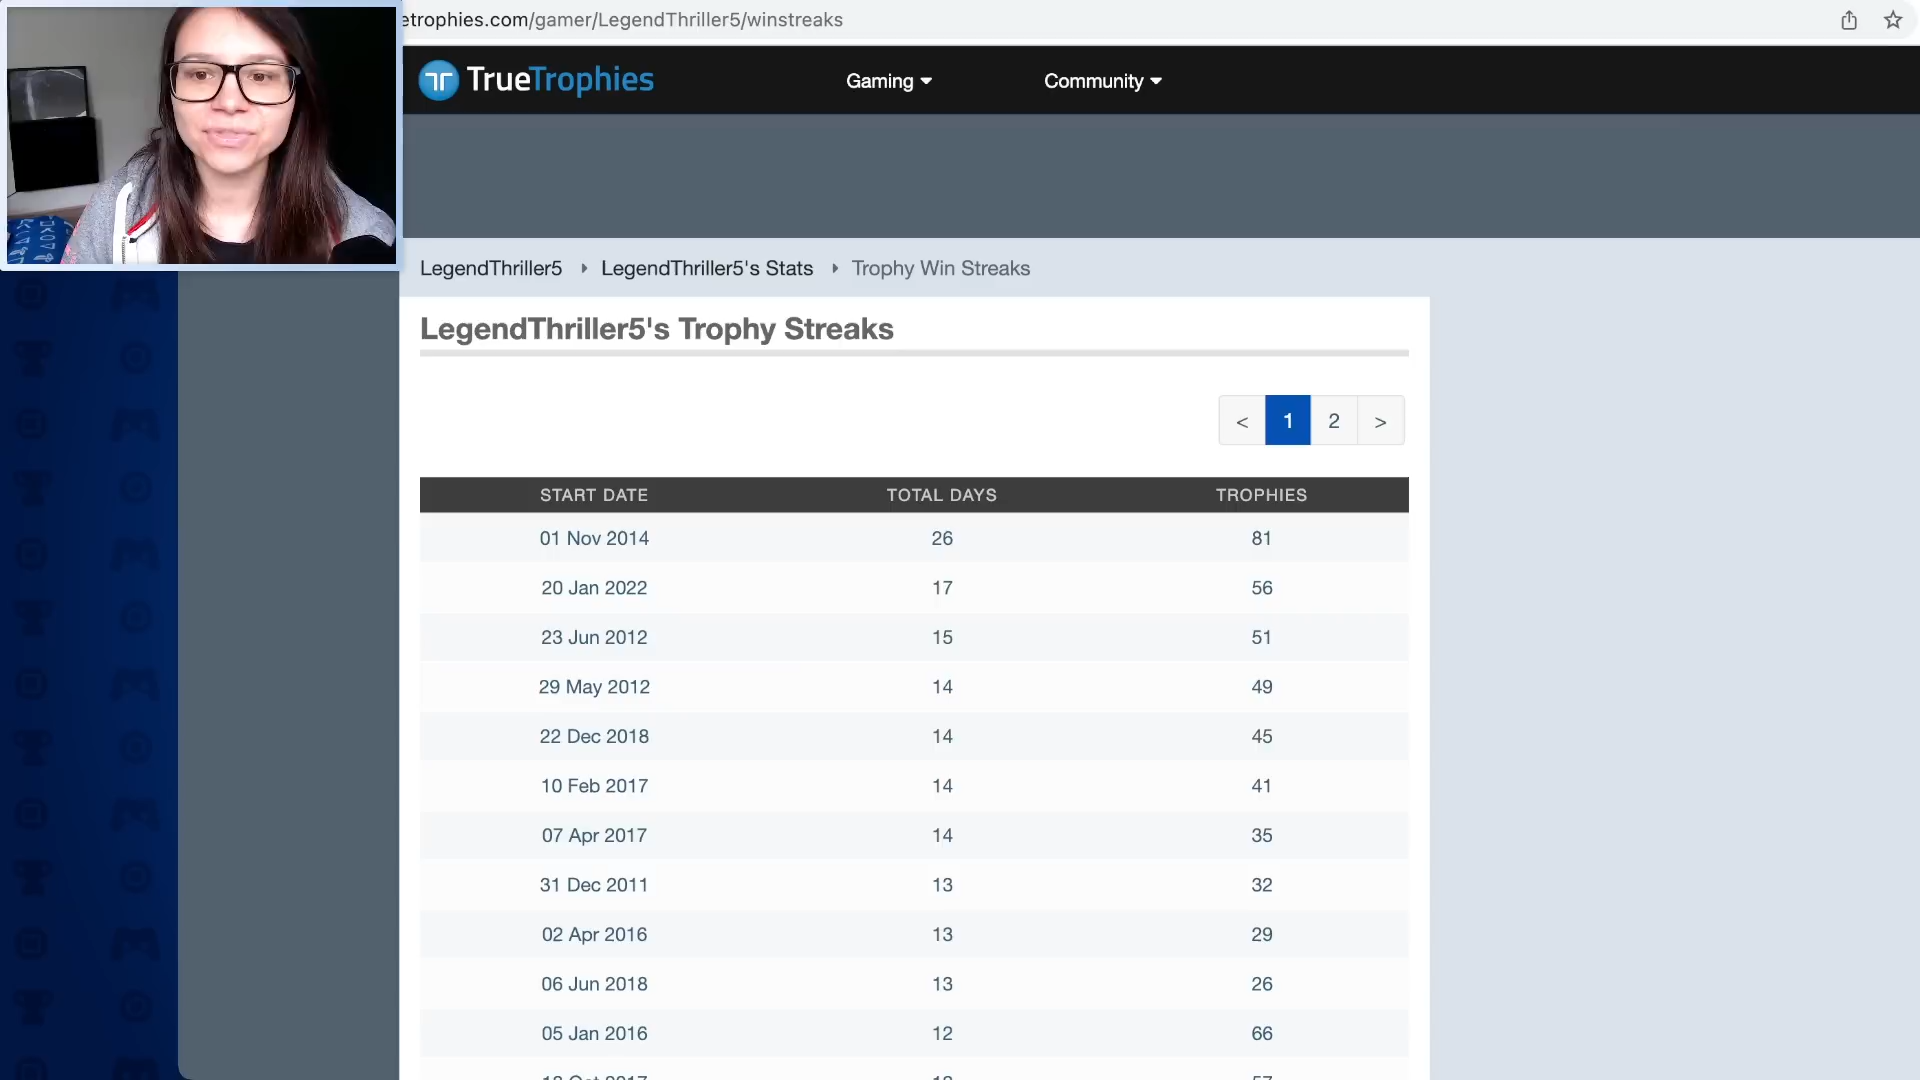 etrophies.com/gamer/LegendThriller5/winstreaks
TrueTrophies
Gaming
Community
LegendThriller5 LegendThriller5's Stats Trophy Win Streaks
LegendThriller5's Trophy Streaks
< 1 2 >
START DATE TOTAL DAYS TROPHIES
01 Nov 2014 26 81
20 Jan 2022 17 56
23 Jun 2012 15 51
29 May 2012 14 49
22 Dec 2018 14 45
10 Feb 2017 14 41
07 Apr 2017 14 35
31 Dec 2011 13 32
02 Apr 2016 13 29
06 Jun 2018 13 26
05 Jan 2016 12 66